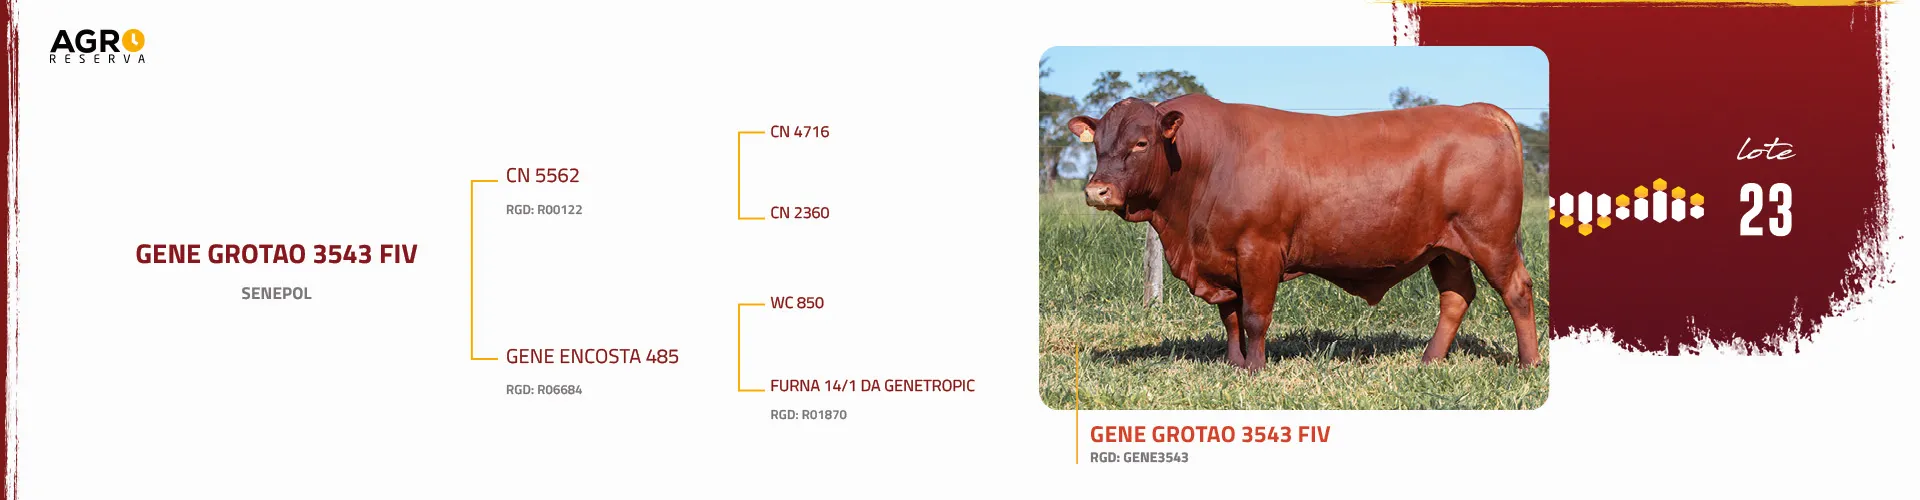 AGRO
RESERVA
GENE GROTAO 3543 FIV
SENEPOL
CN 5562
RGD: R00122
GENE ENCOSTA 485
RGD: R06684
CN 4716
CN 2360
WC 850
FURNA 14/1 DA GENETROPIC
RGD: R01870
GENE GROTAO 3543 FIV
RGD: GENE3543
lote
23